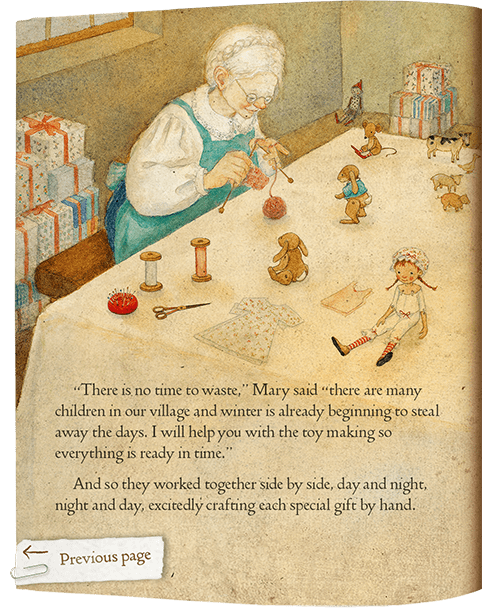 “There is no time to waste,” Mary said “there are many
children in our village and winter is already beginning to steal
away the days. I will help you with the toy making so
everything is ready in time.”
And so they worked together side by side, day and night,
night and day, excitedly crafting each special gift by hand.
Previous page